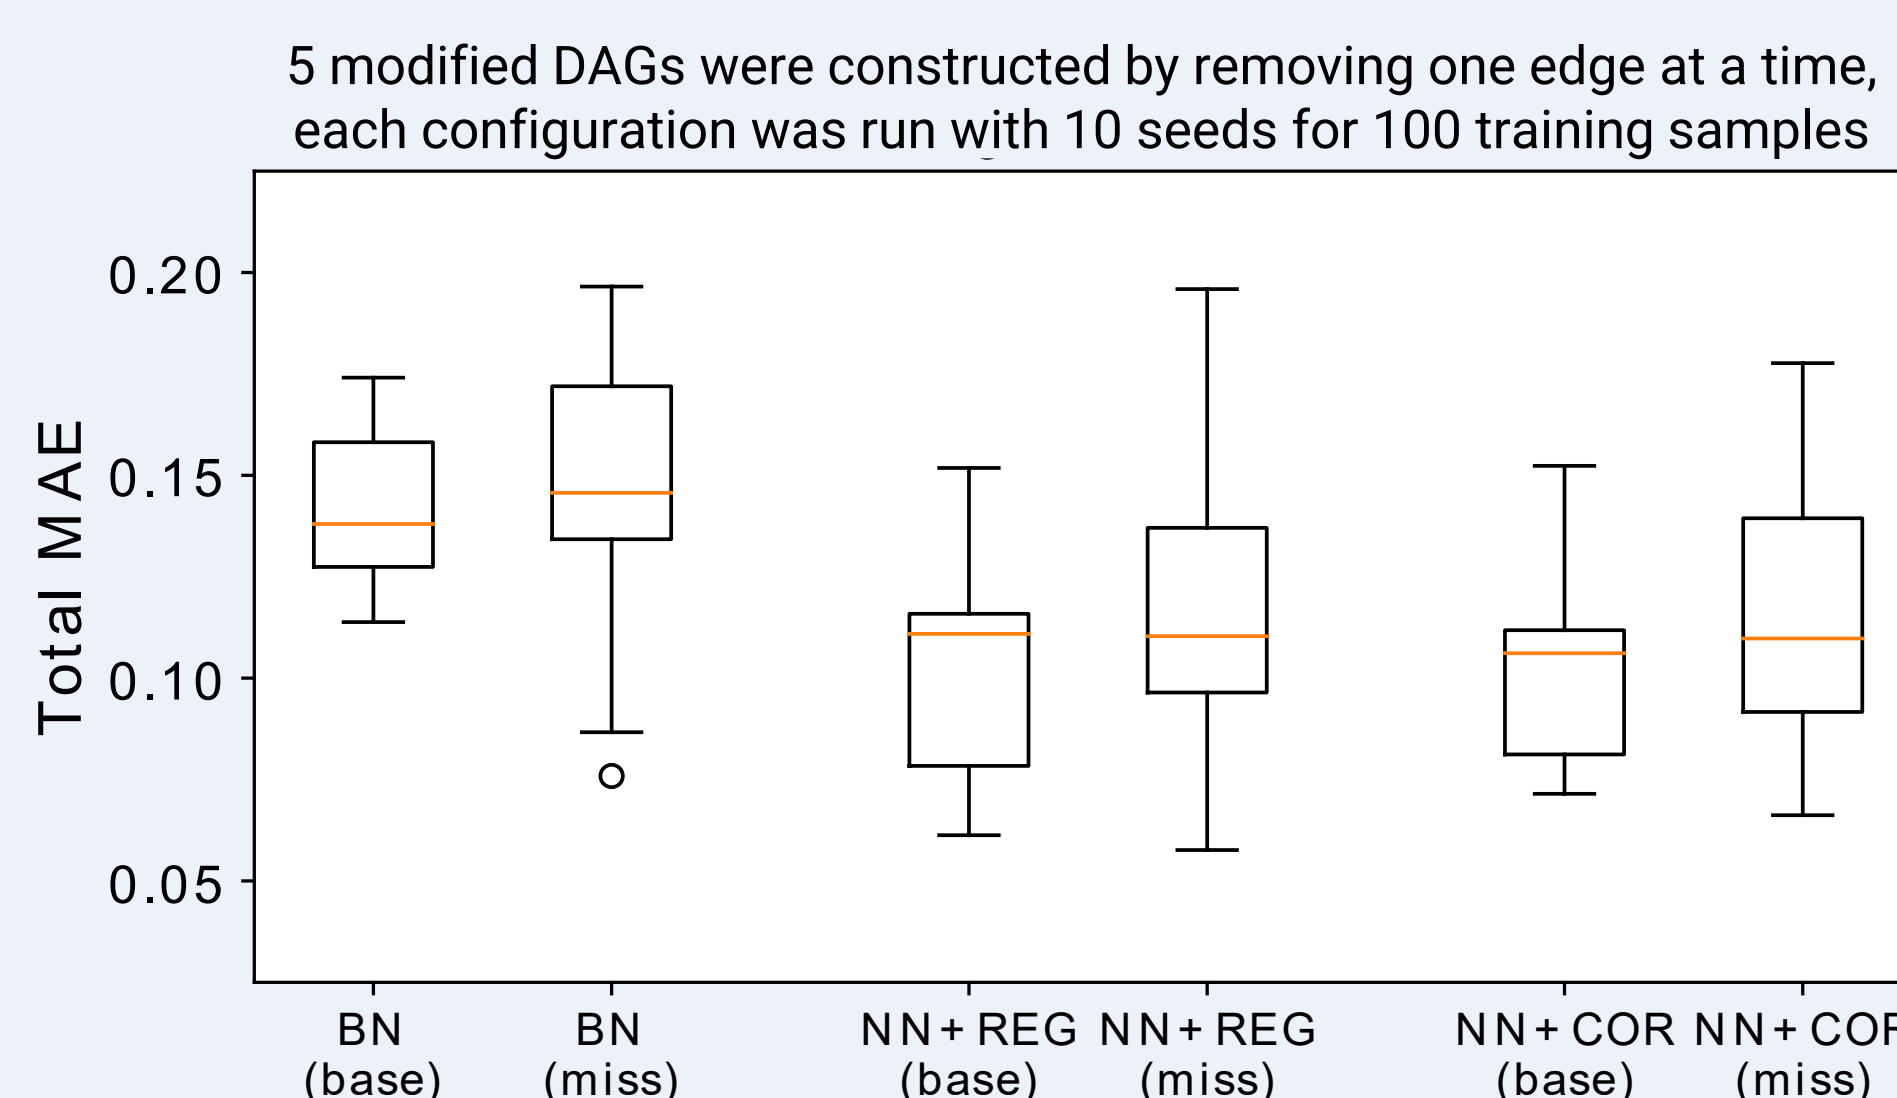 5 modified DAGs were constructed by removing one edge at a time,
each configuration was run with 10 seeds for 100 training samples
Total MAE
0.20
0.15
0.10
0.05
BN
(base)
BN
(miss)
NN+REG
(base)
NN+REG
(miss)
NN+COR
(base)
NN+COR
(miss)